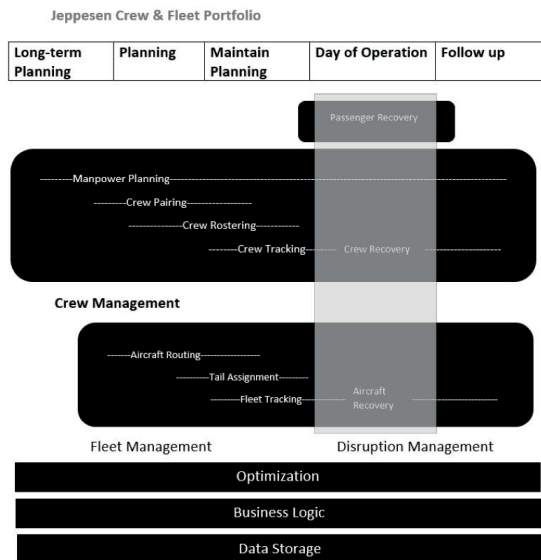 Jeppesen Crew & Fleet Portfolio
Long-term Planning
Planning
Maintain Planning
Day of Operation
Follow up
Passenger Recovery
Manpower Planning
Crew Pairing
Crew Rostering
Crew Tracking
Crew Recovery
Crew Management
Aircraft Routing
Tail Assignment
Fleet Tracking
Aircraft
Recovery
Fleet Management
Disruption Management
Optimization
Business Logic
Data Storage